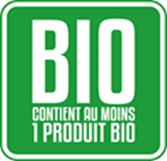 BIO
CONTIENT AU MOINS
1 PRODUIT BIO